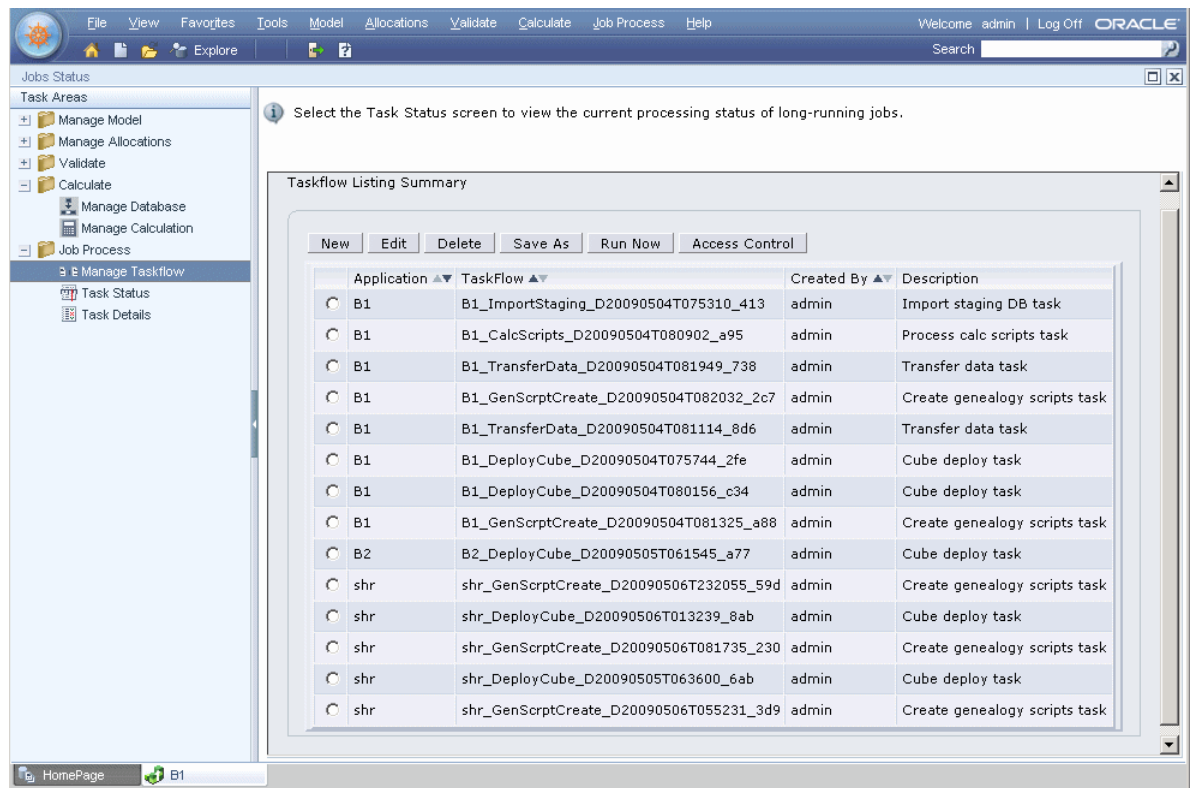 File View Favorites Tools Model Allocations Validate Calculate Job Process Help Welcome admin | Log Off ORACLE
Explore Search
Jobs Status
Task Areas
Manage Model
Manage Allocations
Validate
Calculate
Manage Database
Manage Calculation
Job Process
Manage Taskflow
Task Status
Task Details
Select the Task Status screen to view the current processing status of long-running jobs.
Taskflow Listing Summary
New Edit Delete Save As Run Now Access Control
Application TaskFlow Created By Description
B1 B1_ImportStaging_D20090504T075310_413 admin Import staging DB task
B1 B1_CalcScripts_D20090504T080902_a95 admin Process calc scripts task
B1 B1_TransferData_D20090504T081949_738 admin Transfer data task
B1 B1_GenScrptCreate_D20090504T082032_2c7 admin Create genealogy scripts task
B1 B1_TransferData_D20090504T081114_8d6 admin Transfer data task
B1 B1_DeployCube_D20090504T075744_2fe admin Cube deploy task
B1 B1_DeployCube_D20090504T080156_c34 admin Cube deploy task
B1 B1_GenScrptCreate_D20090504T081325_a88 admin Create genealogy scripts task
B2 B2_DeployCube_D20090505T061545_a77 admin Cube deploy task
shr shr_GenScrptCreate_D20090506T232055_59d admin Create genealogy scripts task
shr shr_DeployCube_D20090506T013239_8ab admin Cube deploy task
shr shr_GenScrptCreate_D20090506T081735_230 admin Create genealogy scripts task
shr shr_DeployCube_D20090505T063600_6ab admin Cube deploy task
shr shr_GenScrptCreate_D20090506T055231_3d9 admin Create genealogy scripts task
HomePage B1